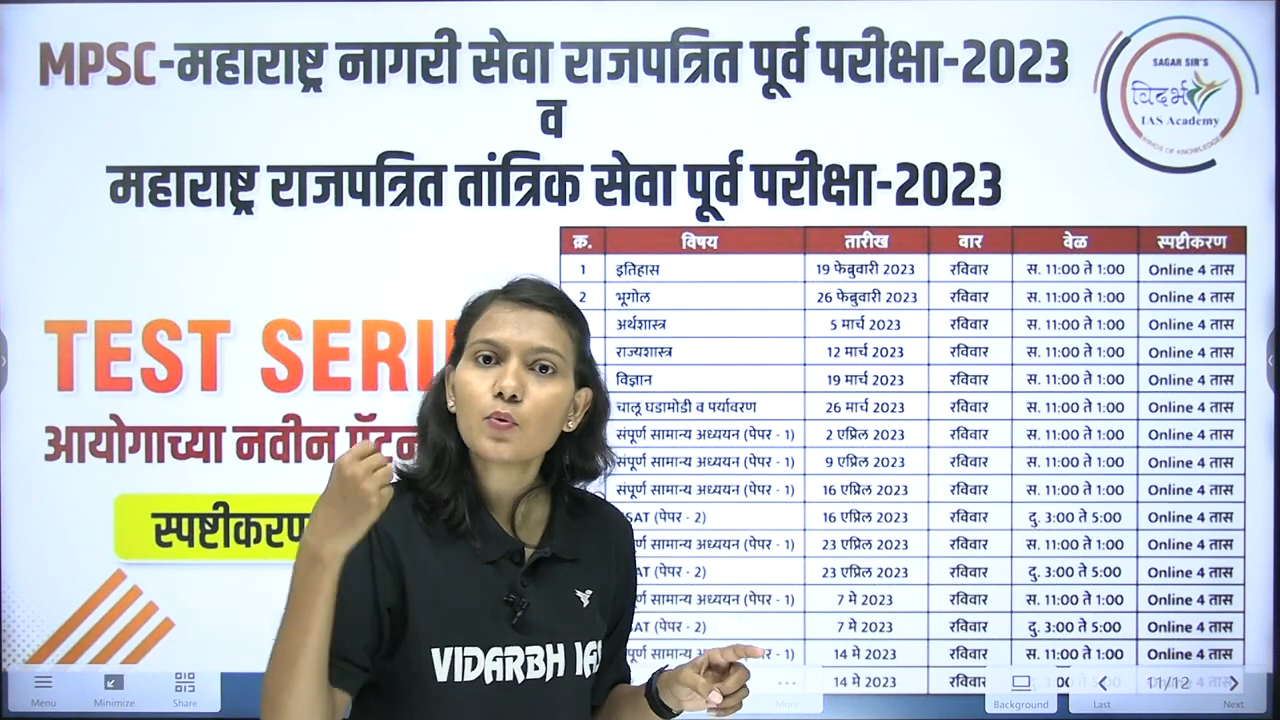 MPSC-महाराष्ट्र नागरी सेवा राजपत्रित पूर्व परीक्षा-2023
व
महाराष्ट्र राजपत्रित तांत्रिक सेवा पूर्व परीक्षा-2023
SAGAR SIR'S
विदर्भ
IAS Academy
WINGS OF KNOWLEDGE
क्र. विषय तारीख वार वेळ स्पष्टीकरण
1 इतिहास 19 फेब्रुवारी 2023 रविवार स. 11:00 ते 1:00 Online 4 तास
2 भूगोल 26 फेब्रुवारी 2023 रविवार स. 11:00 ते 1:00 Online 4 तास
अर्थशास्त्र 5 मार्च 2023 रविवार स. 11:00 ते 1:00 Online 4 तास
राज्यशास्त्र 12 मार्च 2023 रविवार स. 11:00 ते 1:00 Online 4 तास
विज्ञान 19 मार्च 2023 रविवार स. 11:00 ते 1:00 Online 4 तास
चालू घडामोडी व पर्यावरण 26 मार्च 2023 रविवार स. 11:00 ते 1:00 Online 4 तास
संपूर्ण सामान्य अध्ययन (पेपर - 1) 2 एप्रिल 2023 रविवार स. 11:00 ते 1:00 Online 4 तास
संपूर्ण सामान्य अध्ययन (पेपर - 1) 9 एप्रिल 2023 रविवार स. 11:00 ते 1:00 Online 4 तास
संपूर्ण सामान्य अध्ययन (पेपर - 1) 16 एप्रिल 2023 रविवार स. 11:00 ते 1:00 Online 4 तास
SAT (पेपर - 2) 16 एप्रिल 2023 रविवार दु. 3:00 ते 5:00 Online 4 तास
र्ण सामान्य अध्ययन (पेपर - 1) 23 एप्रिल 2023 रविवार स. 11:00 ते 1:00 Online 4 तास
AT (पेपर - 2) 23 एप्रिल 2023 रविवार दु. 3:00 ते 5:00 Online 4 तास
र्ण सामान्य अध्ययन (पेपर - 1) 7 मे 2023 रविवार स. 11:00 ते 1:00 Online 4 तास
SAT (पेपर - 2) 7 मे 2023 रविवार दु. 3:00 ते 5:00 Online 4 तास
पूर्ण सामान्य 14 मे 2023 रविवार स. 11:00 ते 1:00 Online 4 तास
14 मे 2023 रविवार
TEST SERI
आयोगाच्या नवीन पॅटन
स्पष्टीकरण
VIDARBH IAS
Menu Minimize Share More Background Last 11/12 Next